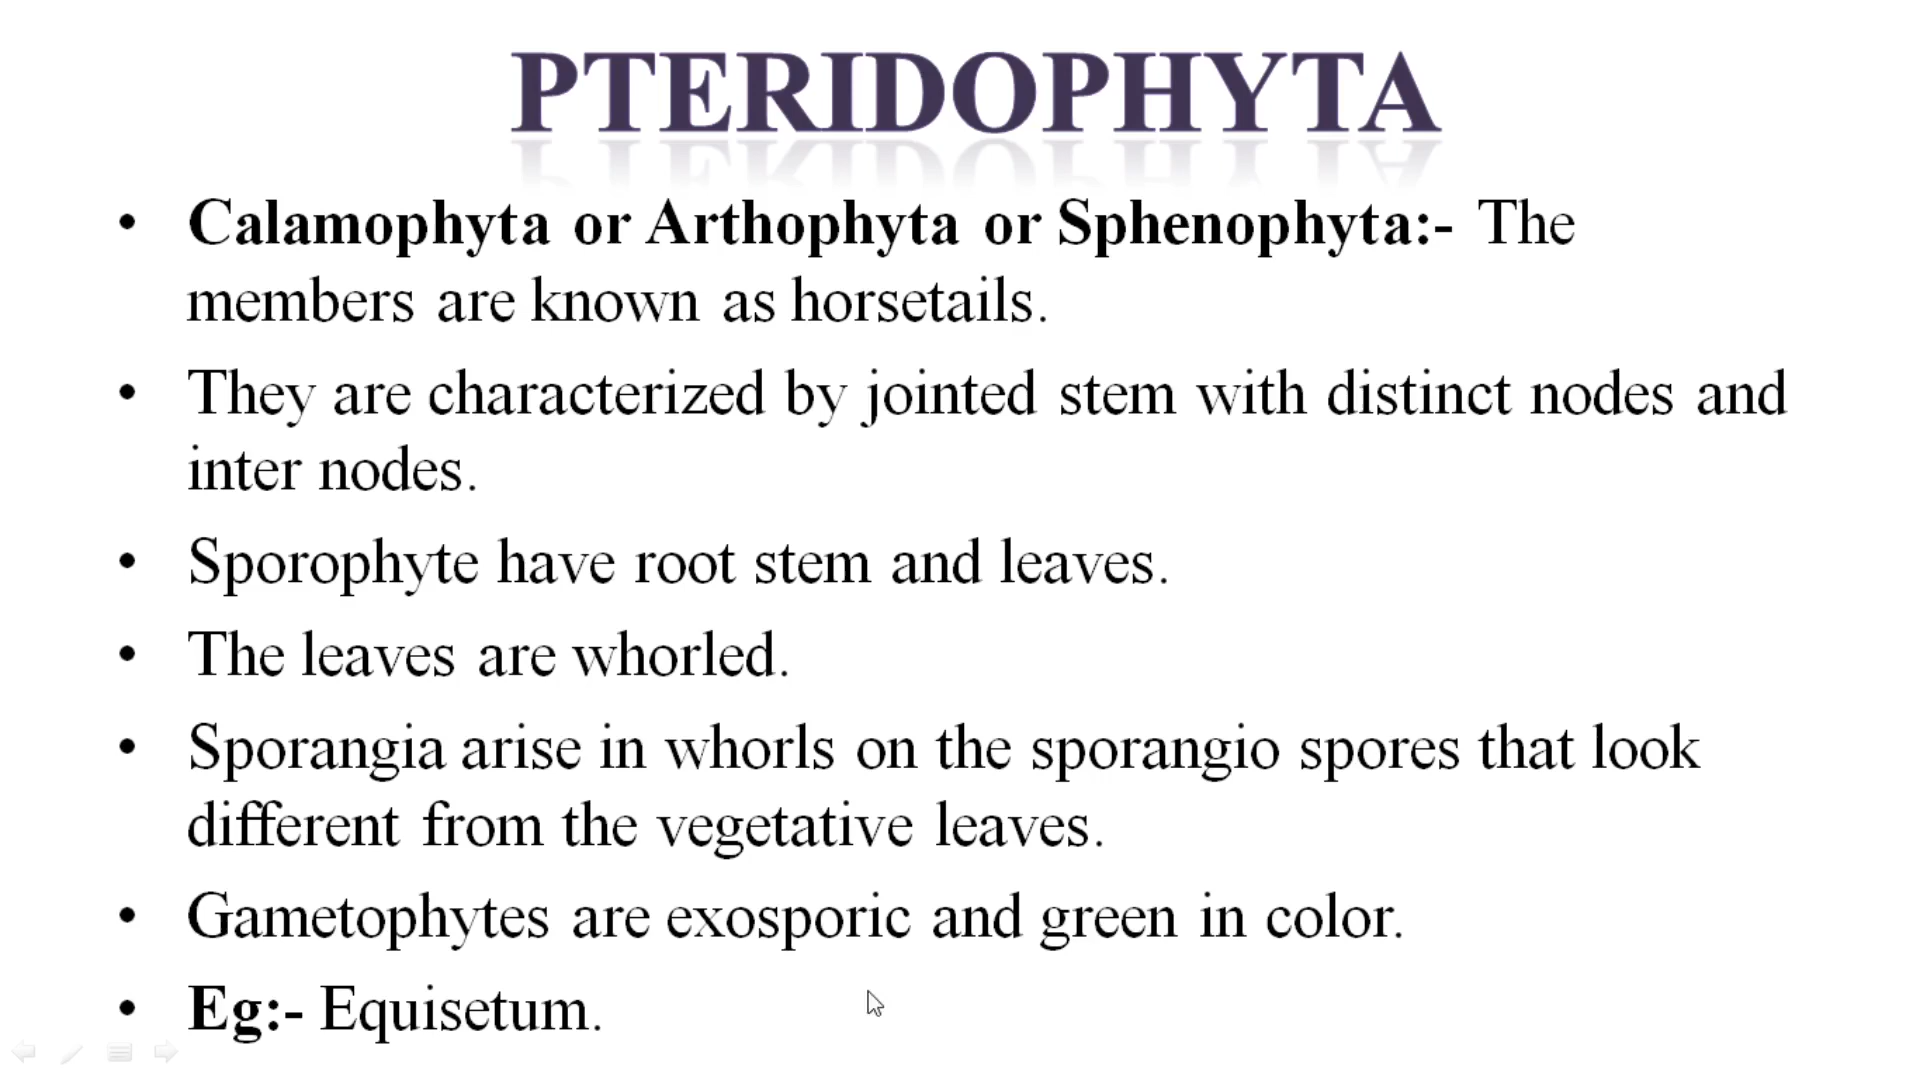 PTERIDOPHYTA
• Calamophyta or Arthophyta or Sphenophyta:- The
members are known as horsetails.
• They are characterized by jointed stem with distinct nodes and
inter nodes.
• Sporophyte have root stem and leaves.
• The leaves are whorled.
• Sporangia arise in whorls on the sporangio spores that look
different from the vegetative leaves.
• Gametophytes are exosporic and green in color.
• Eg:- Equisetum.